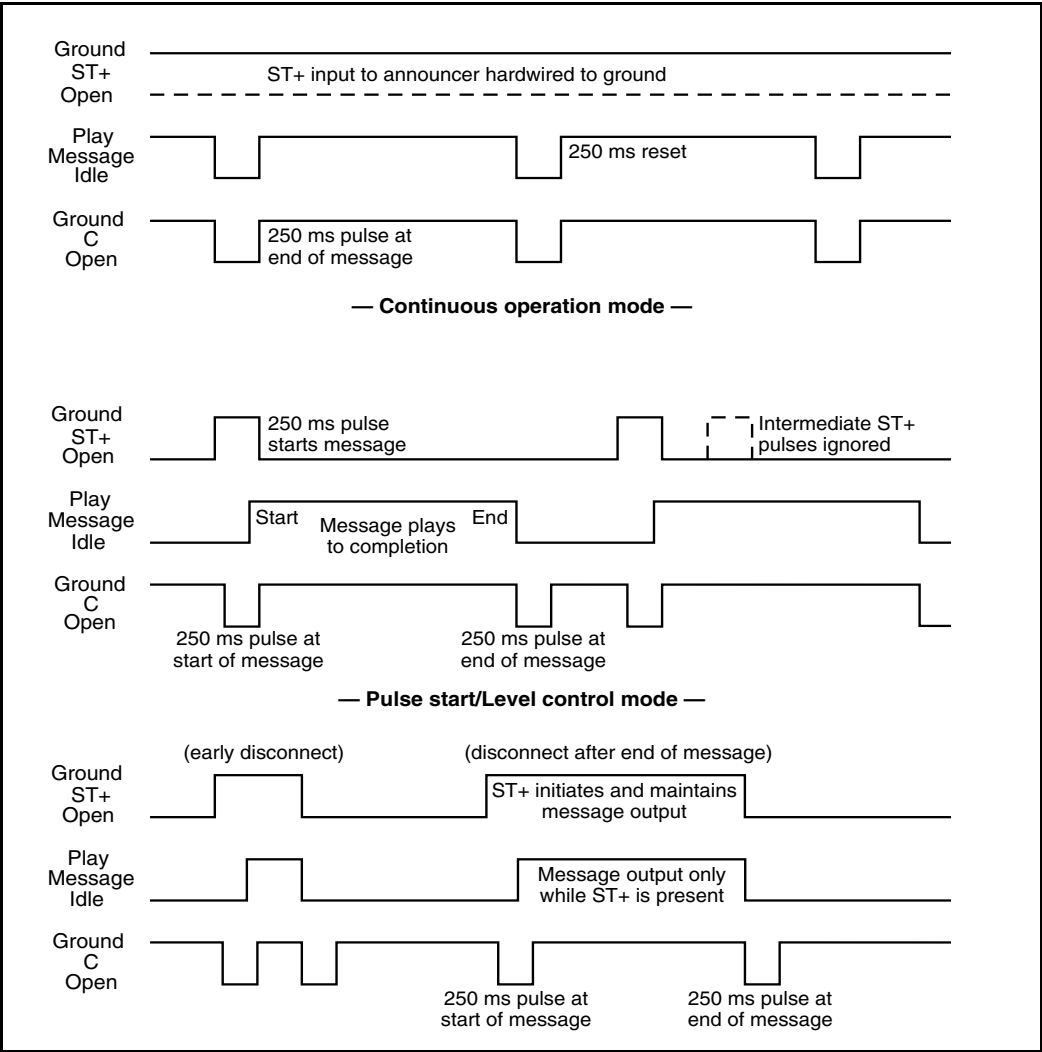 Ground
ST+
Open
ST+ input to announcer hardwired to ground
Play
Message
Idle
250 ms reset
Ground
C
Open
250 ms pulse at
end of message
— Continuous operation mode —
Ground
ST+
Open
250 ms pulse
starts message
Intermediate ST+
pulses ignored
Play
Message
Idle
Start
Message plays
to completion
End
Ground
C
Open
250 ms pulse at
start of message
250 ms pulse at
end of message
— Pulse start/Level control mode —
(early disconnect)
(disconnect after end of message)
Ground
ST+
Open
ST+ initiates and maintains
message output
Play
Message
Idle
Message output only
while ST+ is present
Ground
C
Open
250 ms pulse at
start of message
250 ms pulse at
end of message